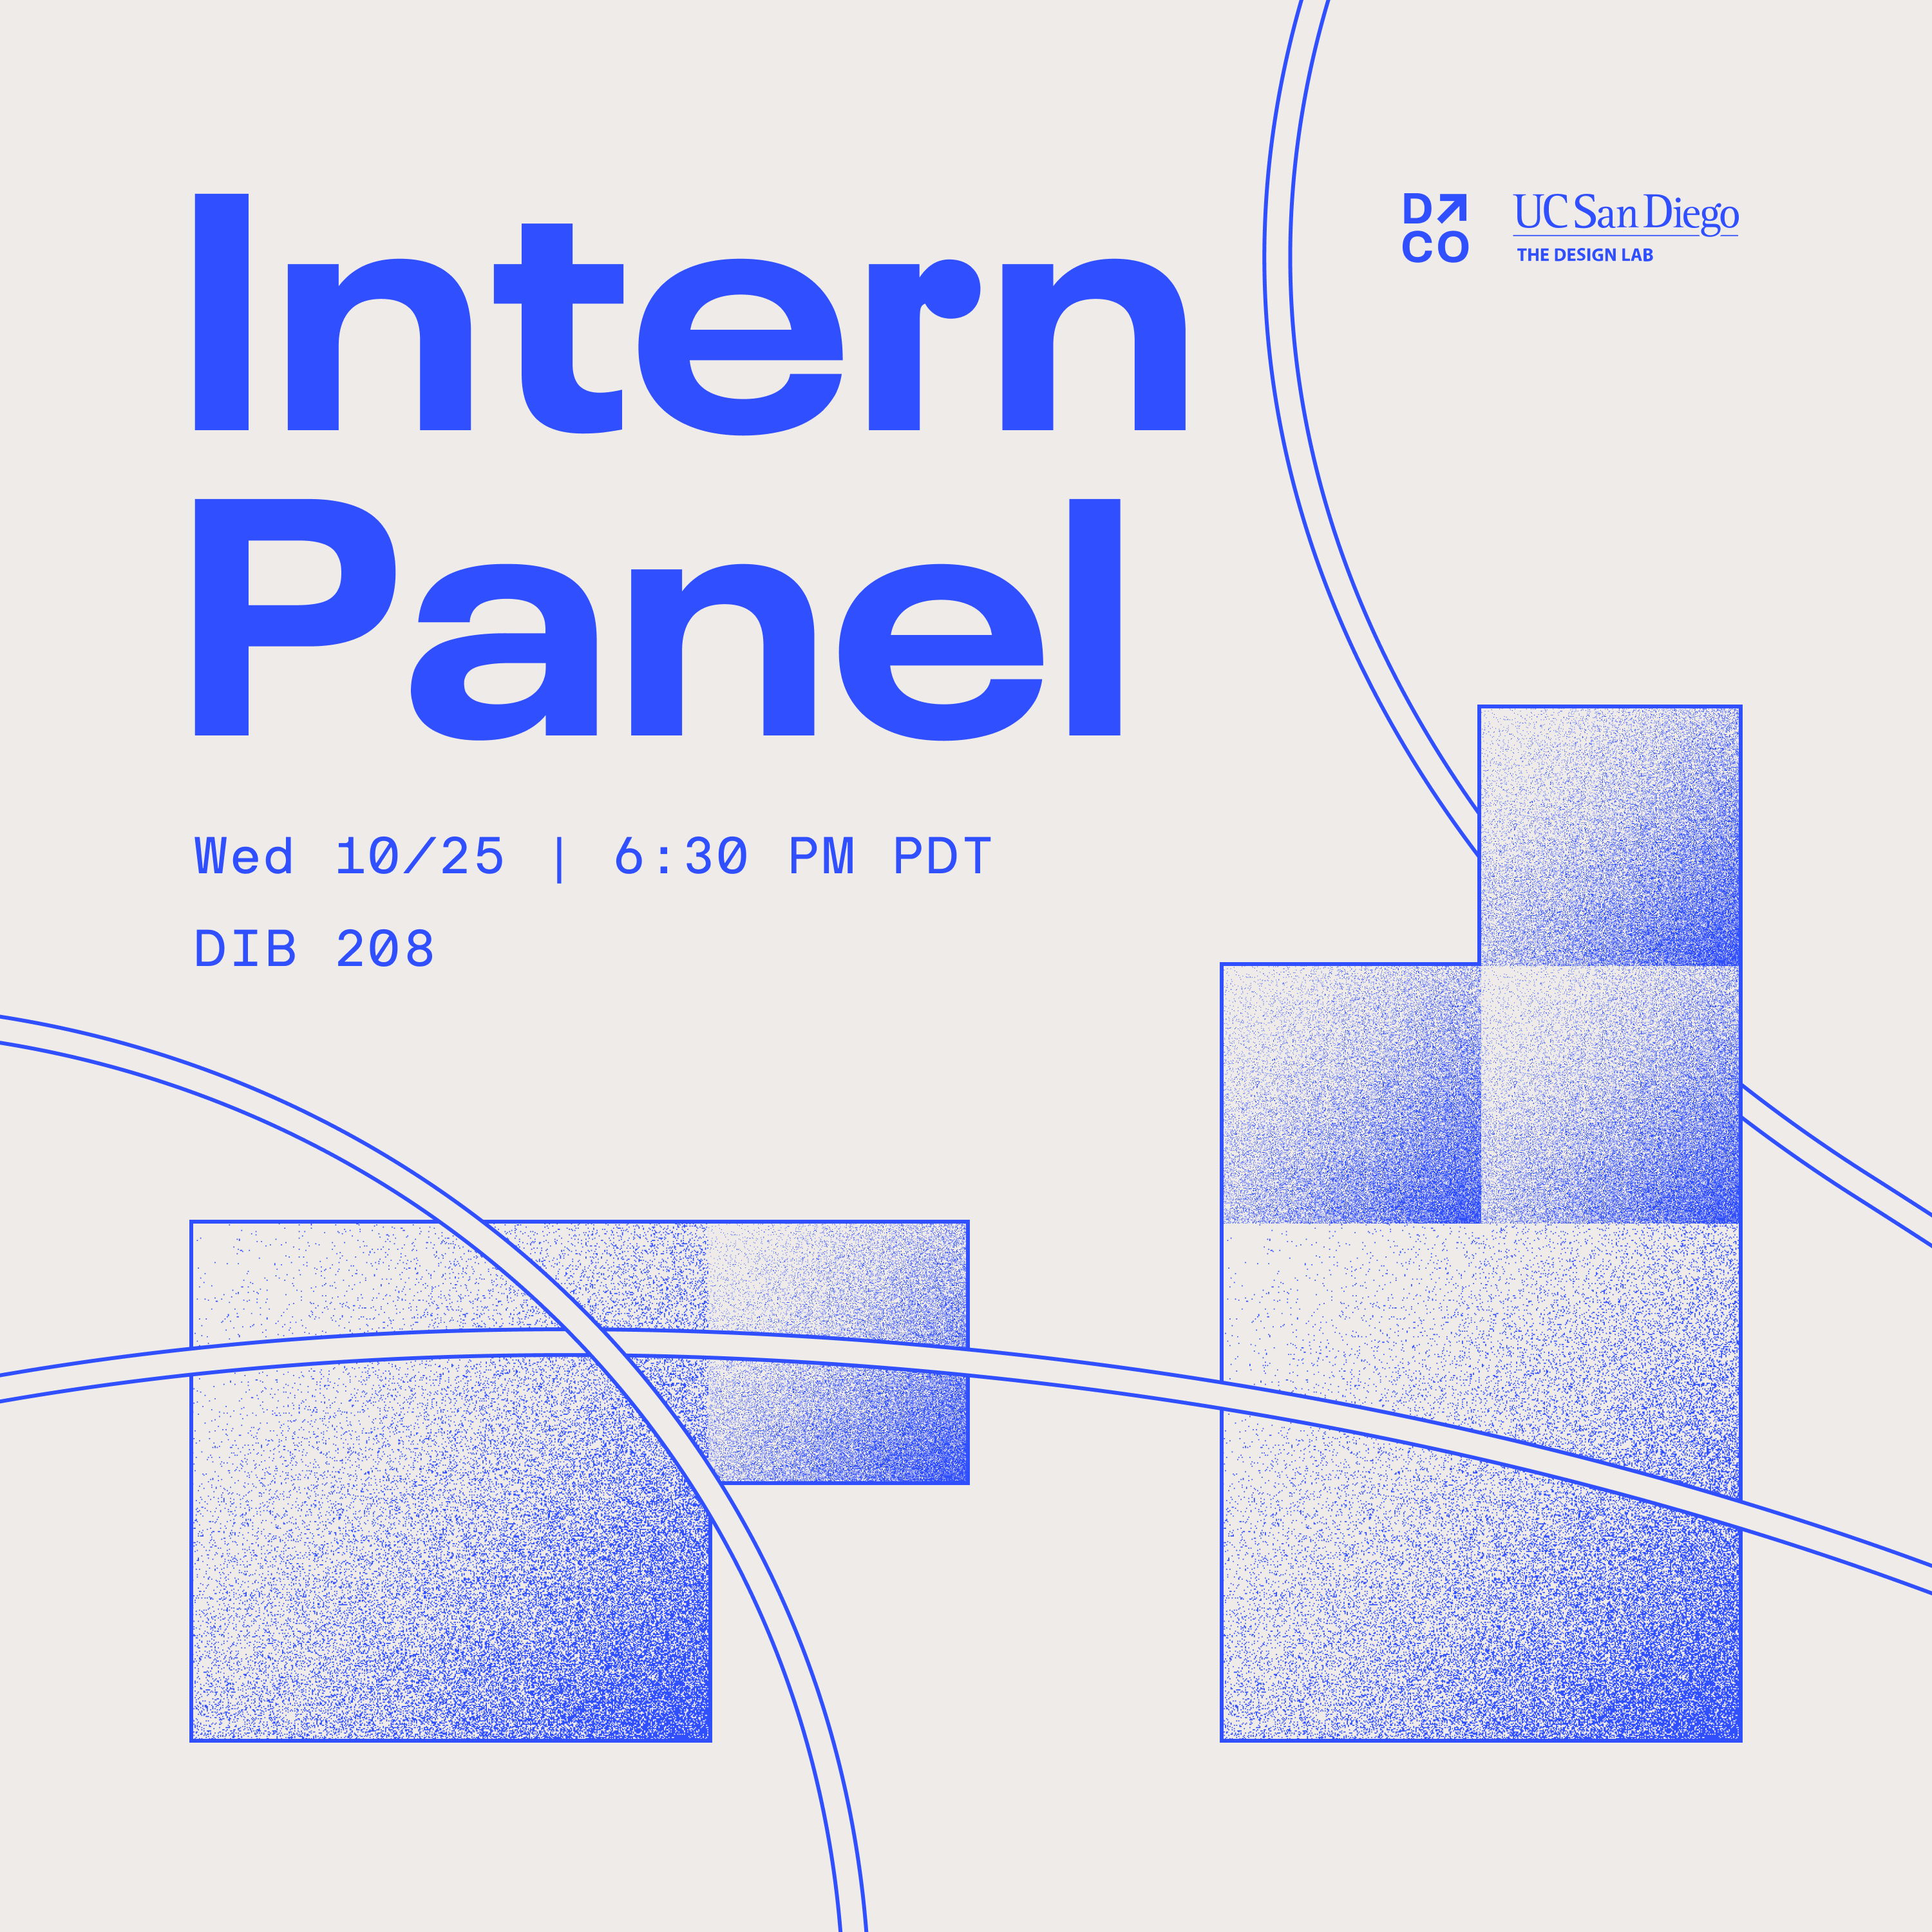 Intern
Panel
D↗
CO
UC San Diego
THE DESIGN LAB
Wed 10/25 | 6:30 PM PDT
DIB 208